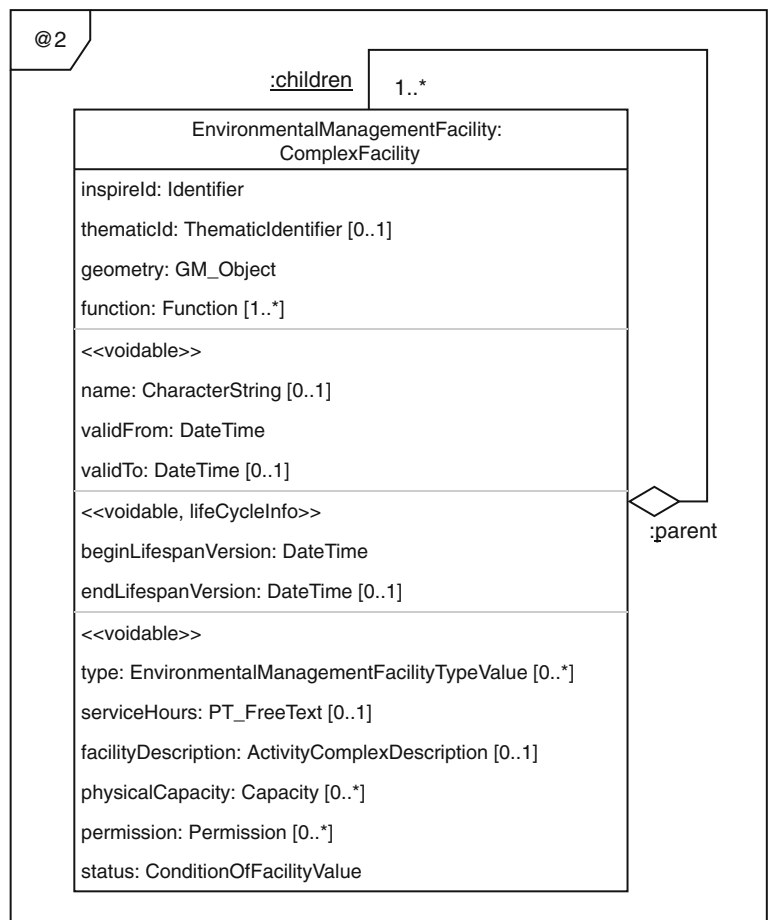 @2
:children
1..*
EnvironmentalManagementFacility:
ComplexFacility
inspireId: Identifier
thematicId: ThematicIdentifier [0..1]
geometry: GM_Object
function: Function [1..*]
<<voidable>>
name: CharacterString [0..1]
validFrom: DateTime
validTo: DateTime [0..1]
<<voidable, lifeCycleInfo>>
:parent
beginLifespanVersion: DateTime
endLifespanVersion: DateTime [0..1]
<<voidable>>
type: EnvironmentalManagementFacilityTypeValue [0..*]
serviceHours: PT_FreeText [0..1]
facilityDescription: ActivityComplexDescription [0..1]
physicalCapacity: Capacity [0..*]
permission: Permission [0..*]
status: ConditionOfFacilityValue